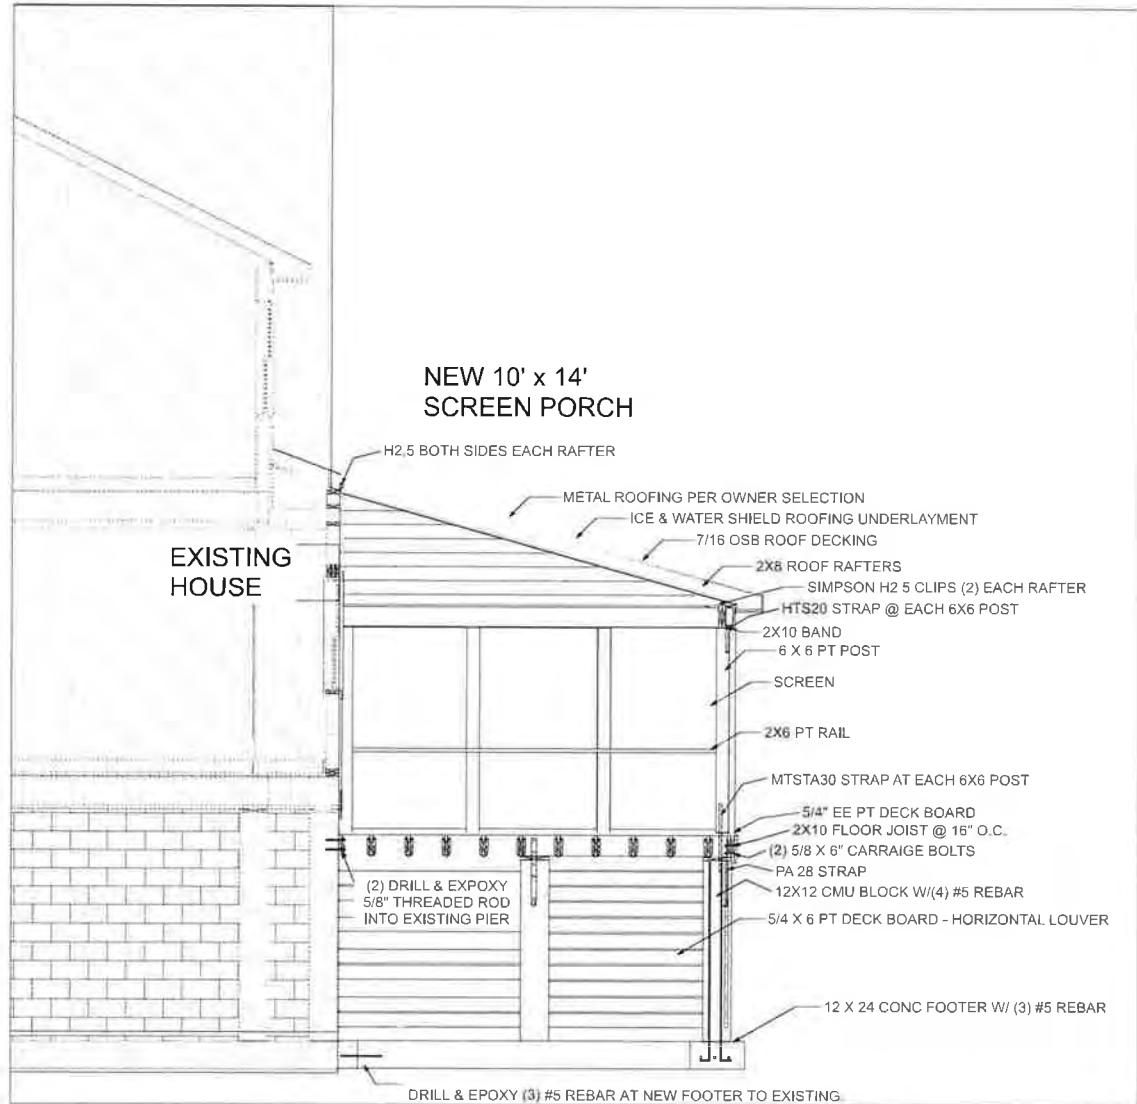 NEW 10' x 14'
SCREEN PORCH
H2.5 BOTH SIDES EACH RAFTER
METAL ROOFING PER OWNER SELECTION
ICE & WATER SHIELD ROOFING UNDERLAYMENT
7/16 OSB ROOF DECKING
EXISTING
HOUSE
2X8 ROOF RAFTERS
SIMPSON H2 5 CLIPS (2) EACH RAFTER
HTS20 STRAP @ EACH 6X6 POST
2X10 BAND
6 X 6 PT POST
SCREEN
2X6 PT RAIL
MTSTA30 STRAP AT EACH 6X6 POST
5/4" EE PT DECK BOARD
2X10 FLOOR JOIST @ 16" O.C.
(2) 5/8 X 6" CARRAIGE BOLTS
PA 28 STRAP
(2) DRILL & EXPOXY
5/8" THREADED ROD
INTO EXISTING PIER
12X12 CMU BLOCK W/(4) #5 REBAR
5/4 X 6 PT DECK BOARD - HORIZONTAL LOUVER
12 X 24 CONC FOOTER W/ (3) #5 REBAR
DRILL & EPOXY (3) #5 REBAR AT NEW FOOTER TO EXISTING